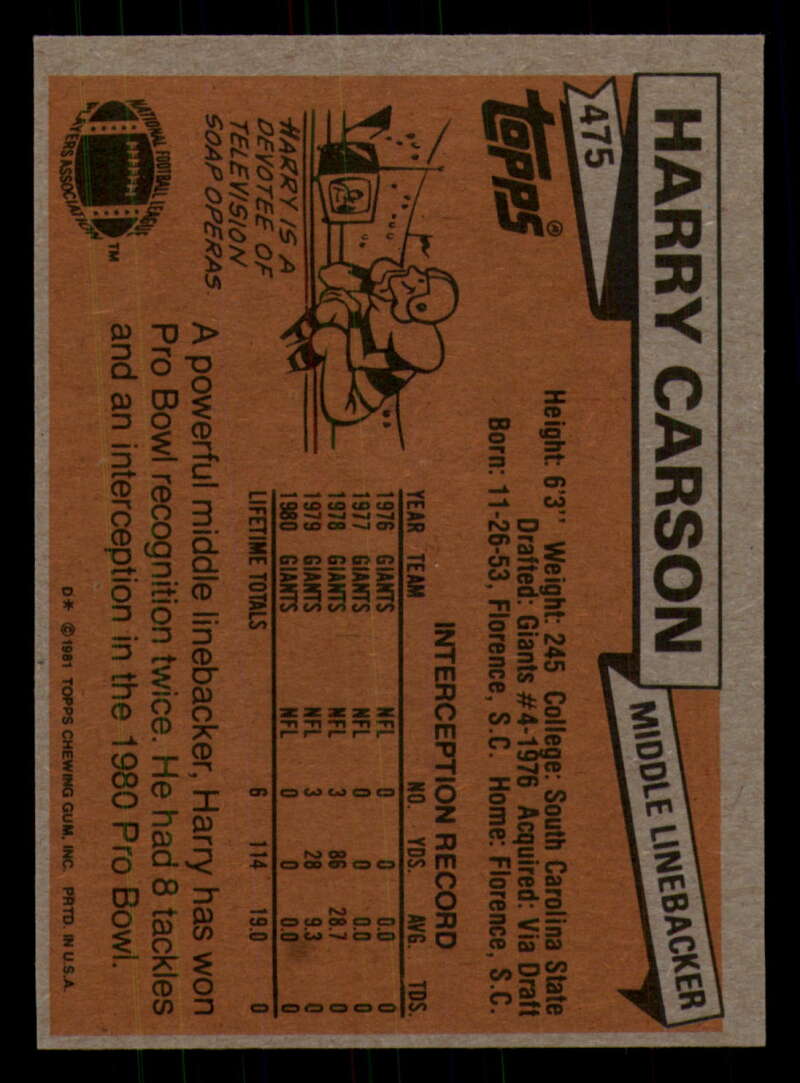 475
HARRY CARSON
MIDDLE LINEBACKER
TOPPS®
Height: 6'3" Weight: 245 College: South Carolina State
Drafted: Giants #4-1976 Acquired: Via Draft
Born: 11-26-53, Florence, S.C. Home: Florence, S.C.
INTERCEPTION RECORD
YEAR TEAM NO. YDS. AVG. TDS.
1976 GIANTS NFL 0 0 0.0 0
1977 GIANTS NFL 0 0 0.0 0
1978 GIANTS NFL 3 86 28.7 0
1979 GIANTS NFL 3 28 9.3 0
1980 GIANTS NFL 0 0 0.0 0
LIFETIME TOTALS 6 114 19.0 0
HARRY IS A
DEVOTEE OF
TELEVISION
SOAP OPERAS.
A powerful middle linebacker, Harry has won
Pro Bowl recognition twice. He had 8 tackles
and an interception in the 1980 Pro Bowl.
NATIONAL FOOTBALL LEAGUE
PLAYERS ASSOCIATION
TM
D* ©1981 TOPPS CHEWING GUM, INC. PRTD. IN U.S.A.